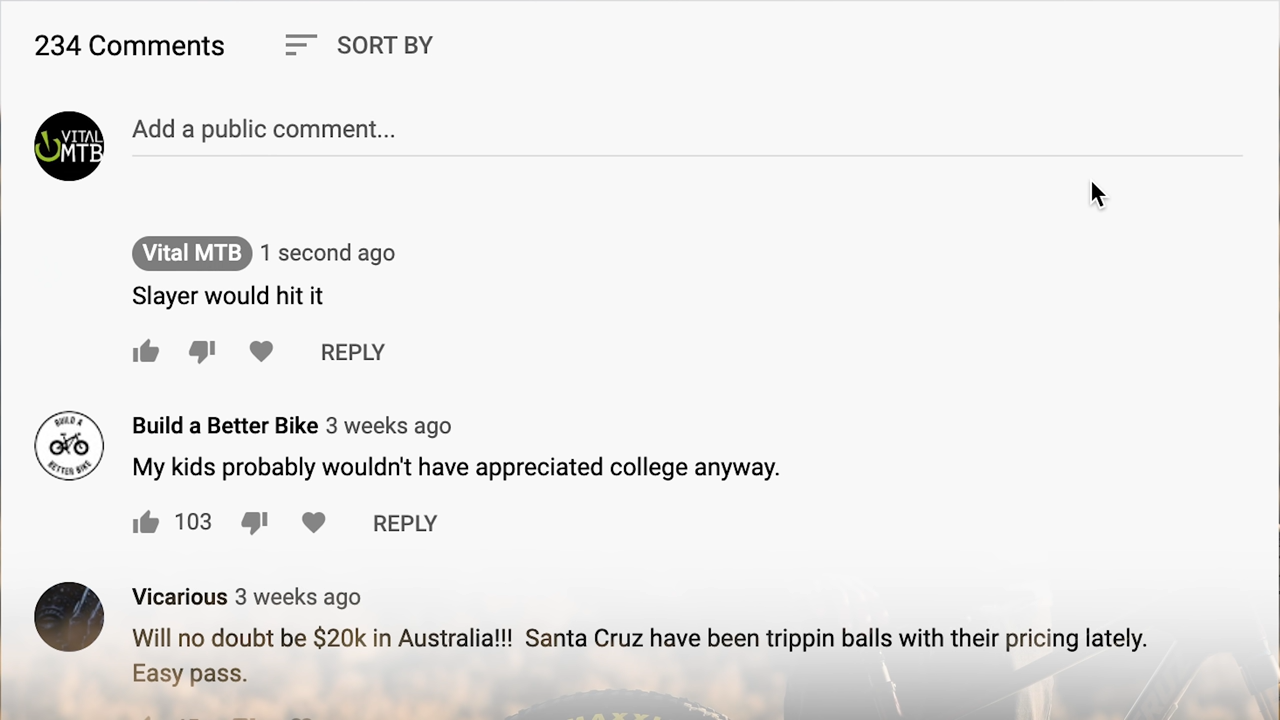 234 Comments
SORT BY
VITAL
MTB
Add a public comment...
Vital MTB 1 second ago
Slayer would hit it
REPLY
BUILD A
BETTER BIKE
Build a Better Bike 3 weeks ago
My kids probably wouldn't have appreciated college anyway.
103
REPLY
Vicarious 3 weeks ago
Will no doubt be $20k in Australia!!! Santa Cruz have been trippin balls with their pricing lately.
Easy pass.